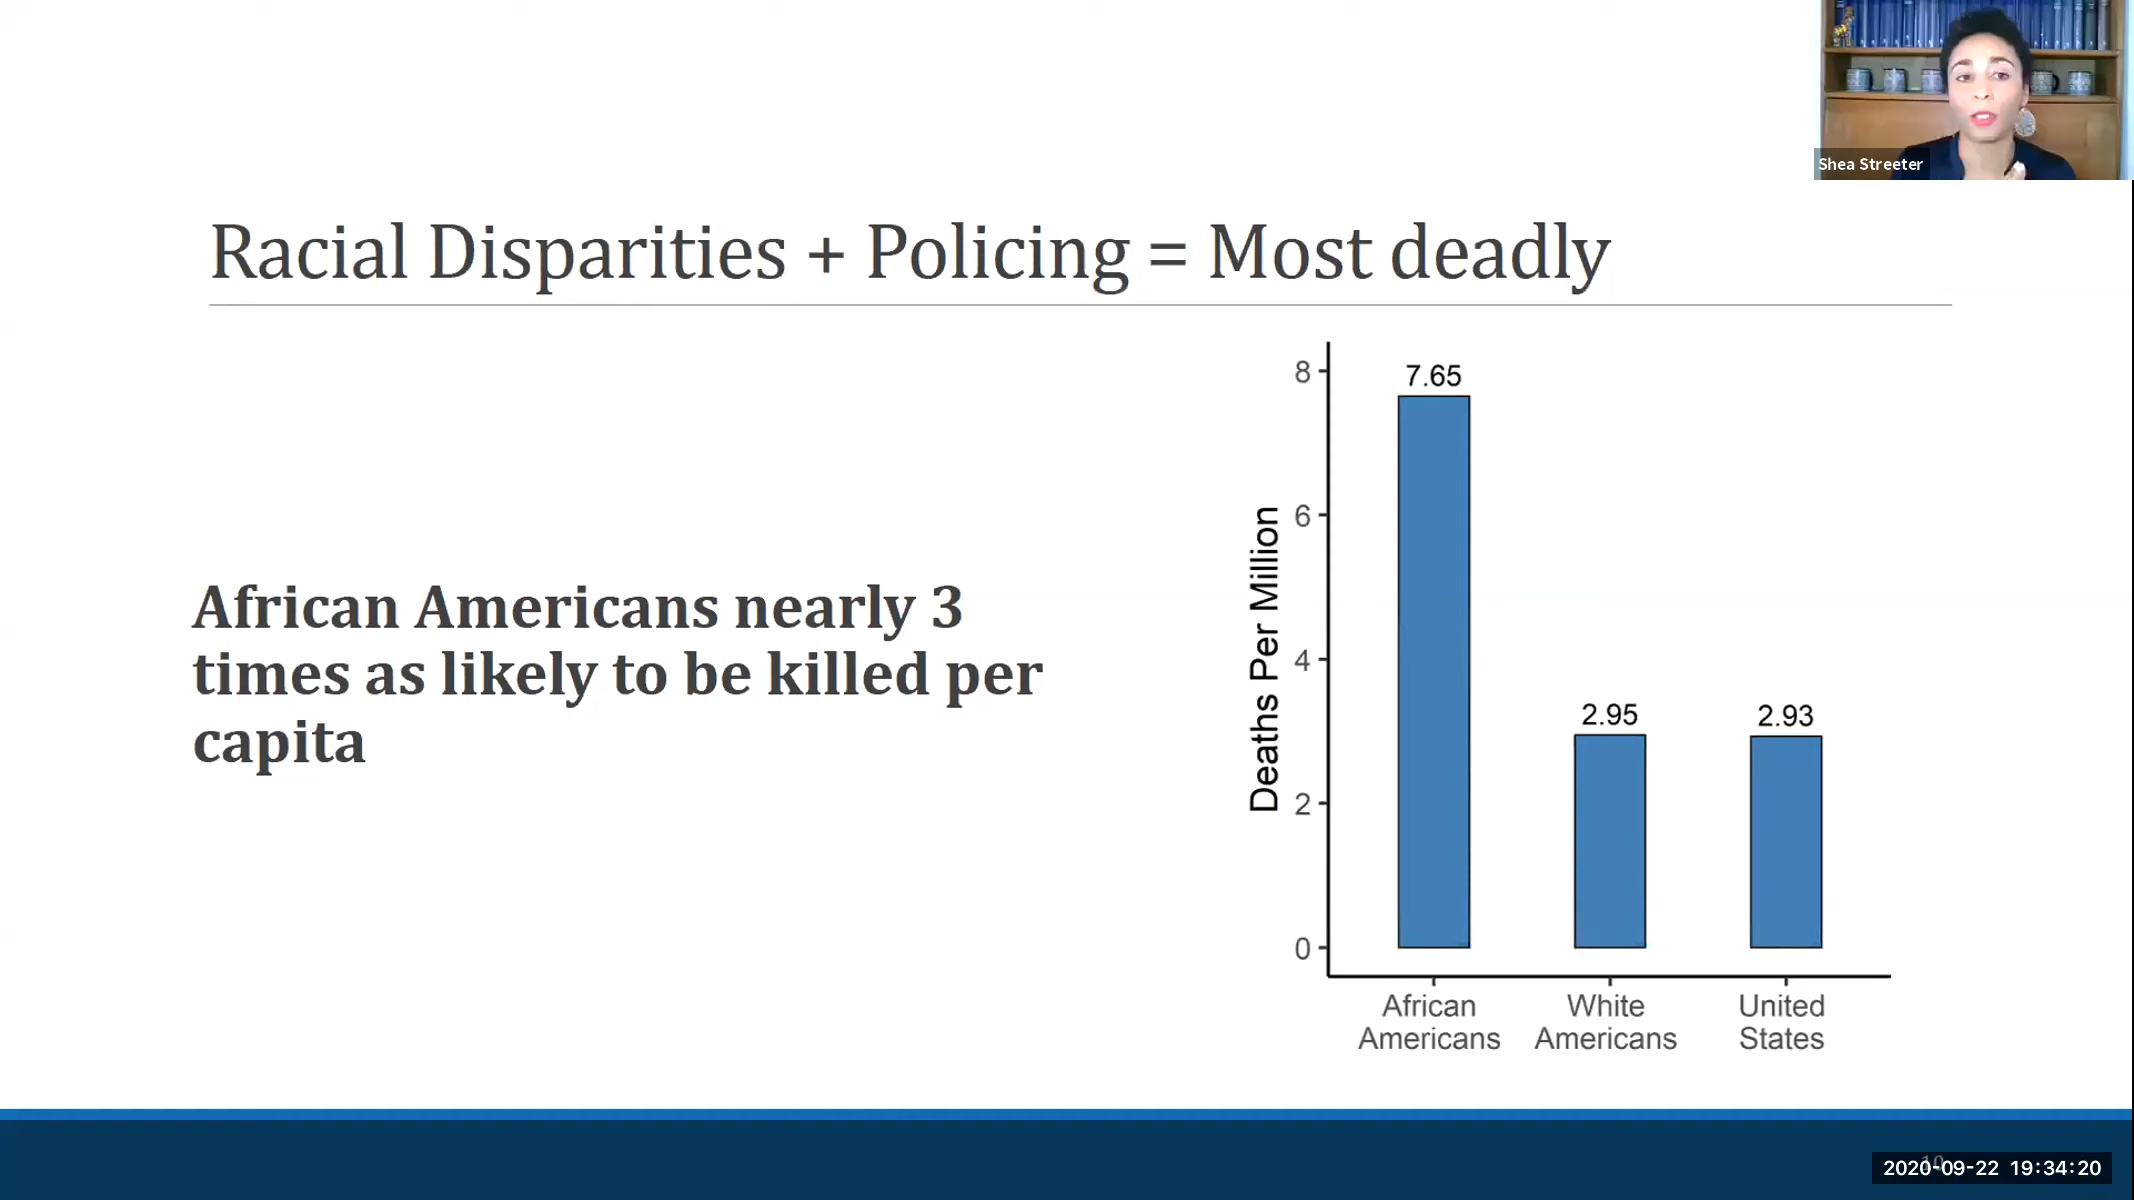 Shea Streeter
Racial Disparities + Policing = Most deadly
African Americans nearly 3
times as likely to be killed per
capita
Deaths Per Million
8
6
4
2
0
7.65
2.95
2.93
African
Americans
White
Americans
United
States
2020-09-22 19:34:20